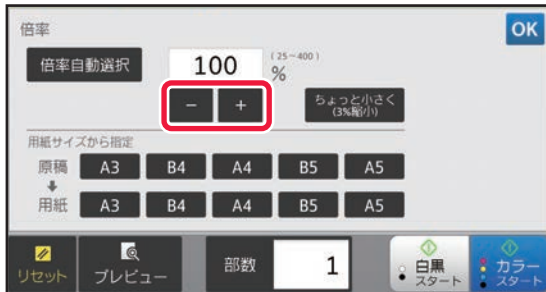 倍率
OK
倍率自動選択
100
(25~400)
%
−
+
ちょっと小さく
(3%縮小)
用紙サイズから指定
原稿 A3 B4 A4 B5 A5
用紙 A3 B4 A4 B5 A5
リセット
プレビュー
部数
1
白黒
スタート
カラー
スタート